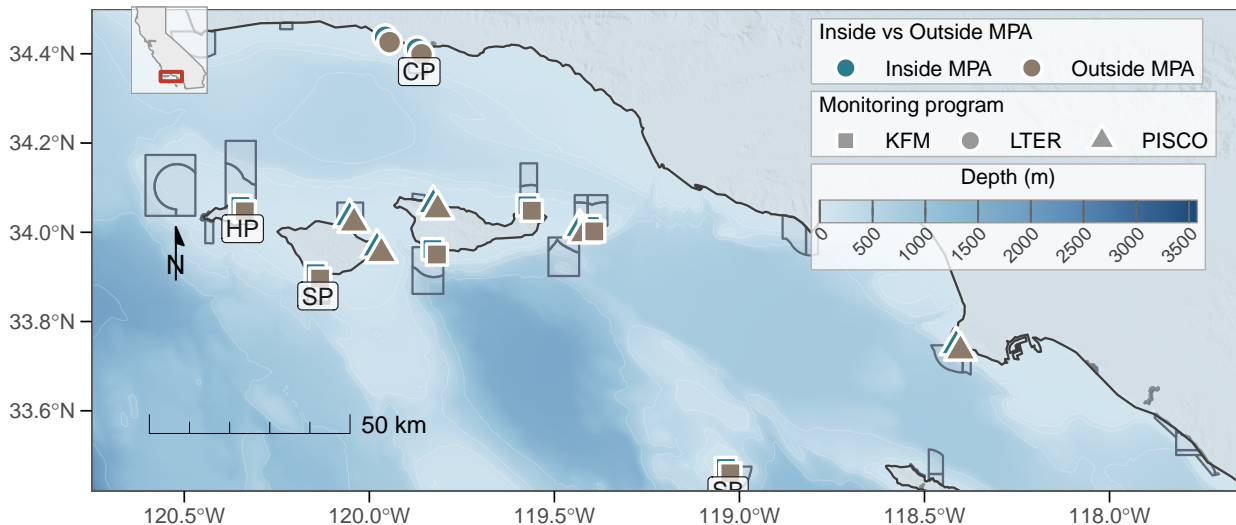 Inside vs Outside MPA
Inside MPA
Outside MPA
Monitoring program
KFM
LTER
PISCO
Depth (m)
0
500
1000
1500
2000
2500
3000
3500
34.4°N
34.2°N
34.0°N
33.8°N
33.6°N
CP
HP
N
SP
50 km
120.5°W
120.0°W
119.5°W
119.0°W
118.5°W
118.0°W